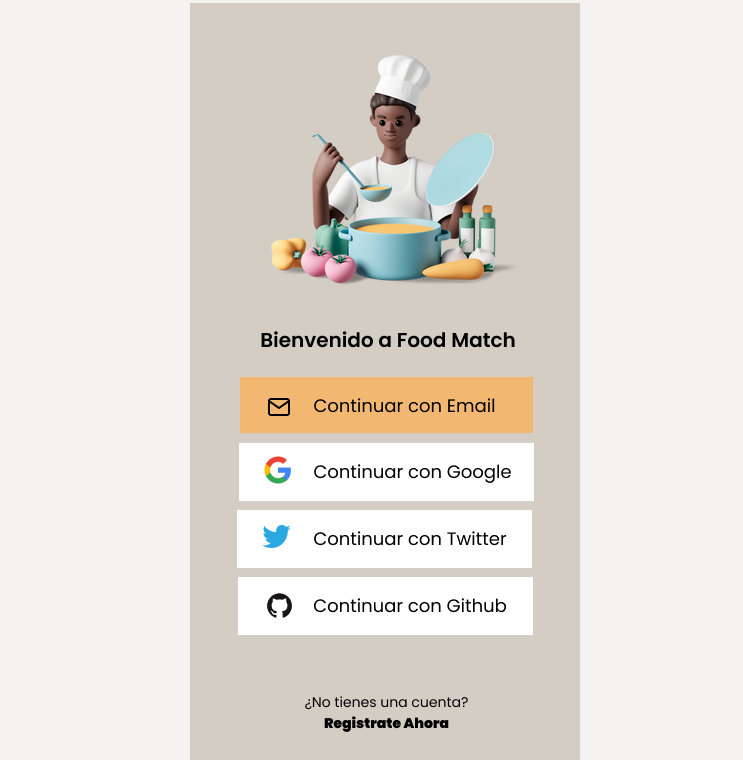 Bienvenido a Food Match
Continuar con Email
Continuar con Google
Continuar con Twitter
Continuar con Github
¿No tienes una cuenta?
Registrate Ahora